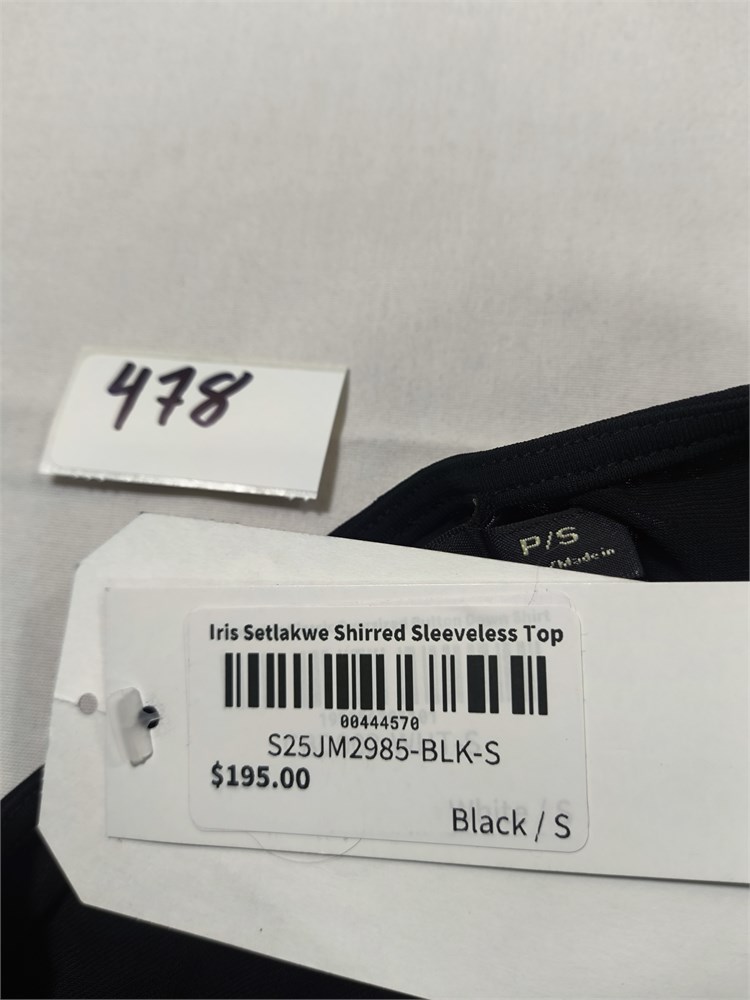 478
P/S
/Made in
Iris Setlakwe Shirred Sleeveless Top
00444570
S25JM2985-BLK-S
$195.00
Black / S